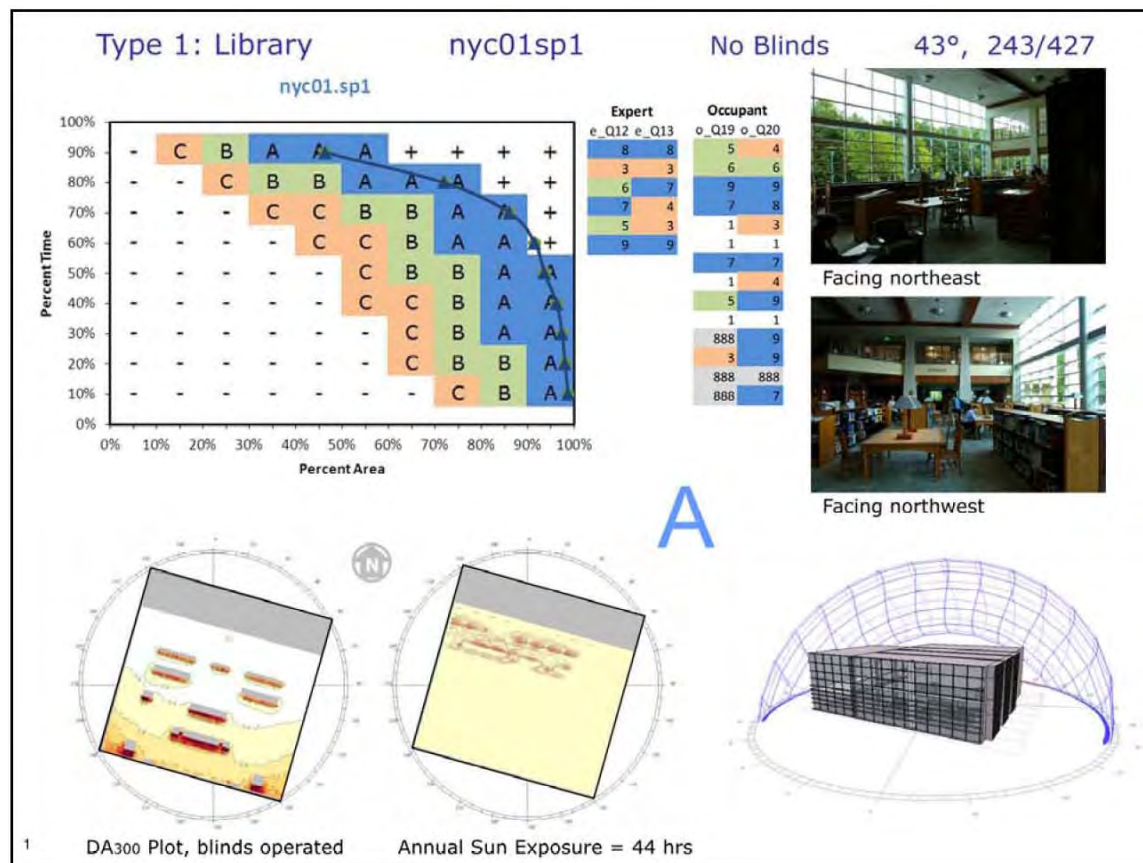 Type 1: Library nyc01sp1 No Blinds 43°, 243/427
nyc01.sp1
Percent Time
100%
90% - C B A A A + + + +
80% - - C B B A A A + +
70% - - - C C B B A A +
60% - - - - C C B A A +
50% - - - - - C B B A A
40% - - - - - C C B A A
30% - - - - - - C B A A
20% - - - - - - C B B A
10% - - - - - - - C B A
0%
0% 10% 20% 30% 40% 50% 60% 70% 80% 90% 100%
Percent Area
Expert
e_Q12 e_Q13
8 8
3 3
6 7
7 4
5 3
9 9
Occupant
o_Q19 o_Q20
5 4
6 6
9 9
7 8
1 3
1 1
7 7
1 4
5 9
1 1
888 9
3 9
888 888
888 7
Facing northeast
Facing northwest
A
N
1
DA300 Plot, blinds operated
Annual Sun Exposure = 44 hrs